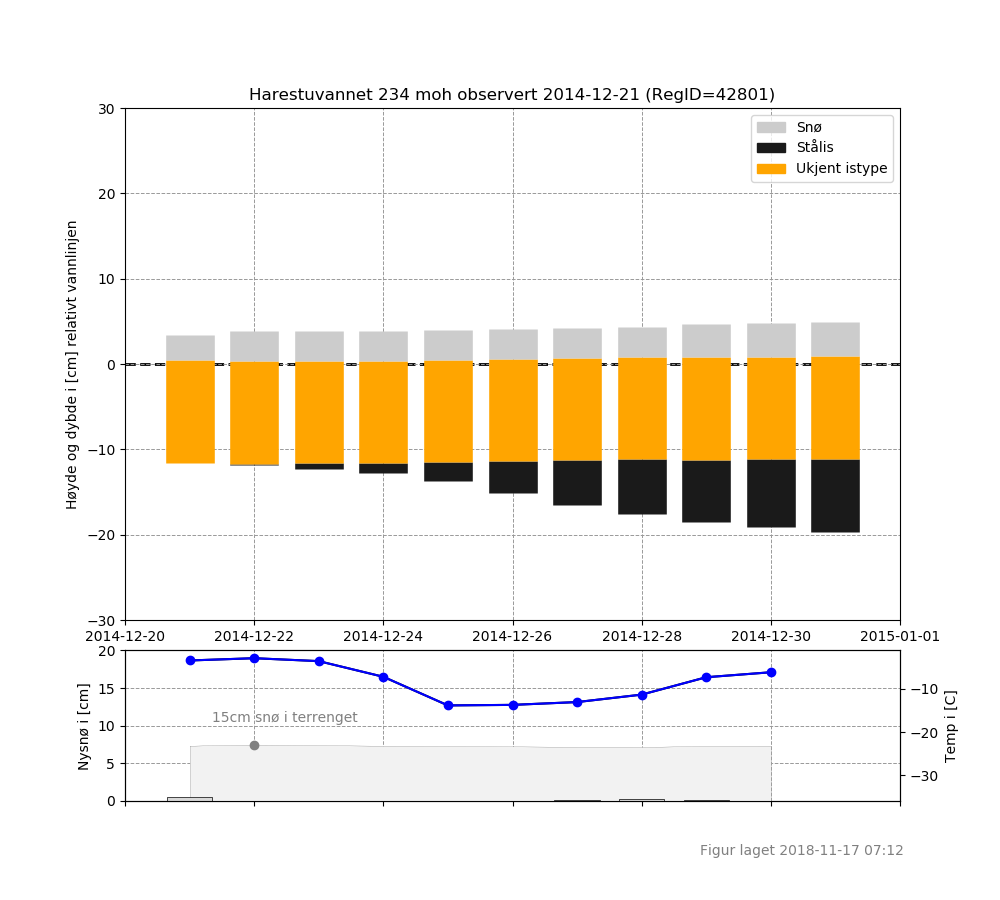 Harestuvannet 234 moh observert 2014-12-21 (RegID=42801)
Snø
Stålis
Ukjent istype
Høyde og dybde i [cm] relativt vannlinjen
30
20
10
0
−10
−20
−30
2014-12-20 2014-12-22 2014-12-24 2014-12-26 2014-12-28 2014-12-30 2015-01-01
Nysnø i [cm]
20
15
10
5
0
15cm snø i terrenget
−10
−20
−30
Temp i [C]
Figur laget 2018-11-17 07:12